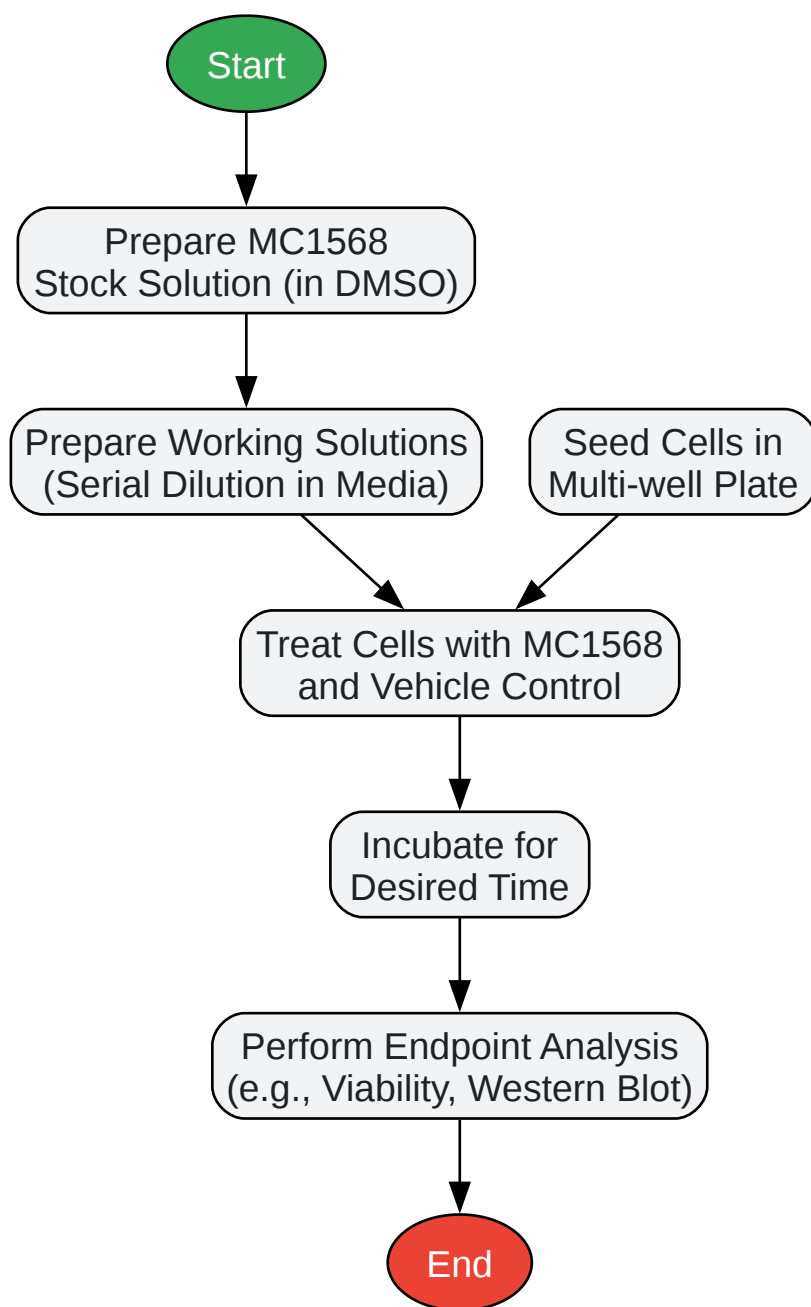 Start
Prepare MC1568
Stock Solution (in DMSO)
Prepare Working Solutions
(Serial Dilution in Media)
Seed Cells in
Multi-well Plate
Treat Cells with MC1568
and Vehicle Control
Incubate for
Desired Time
Perform Endpoint Analysis
(e.g., Viability, Western Blot)
End